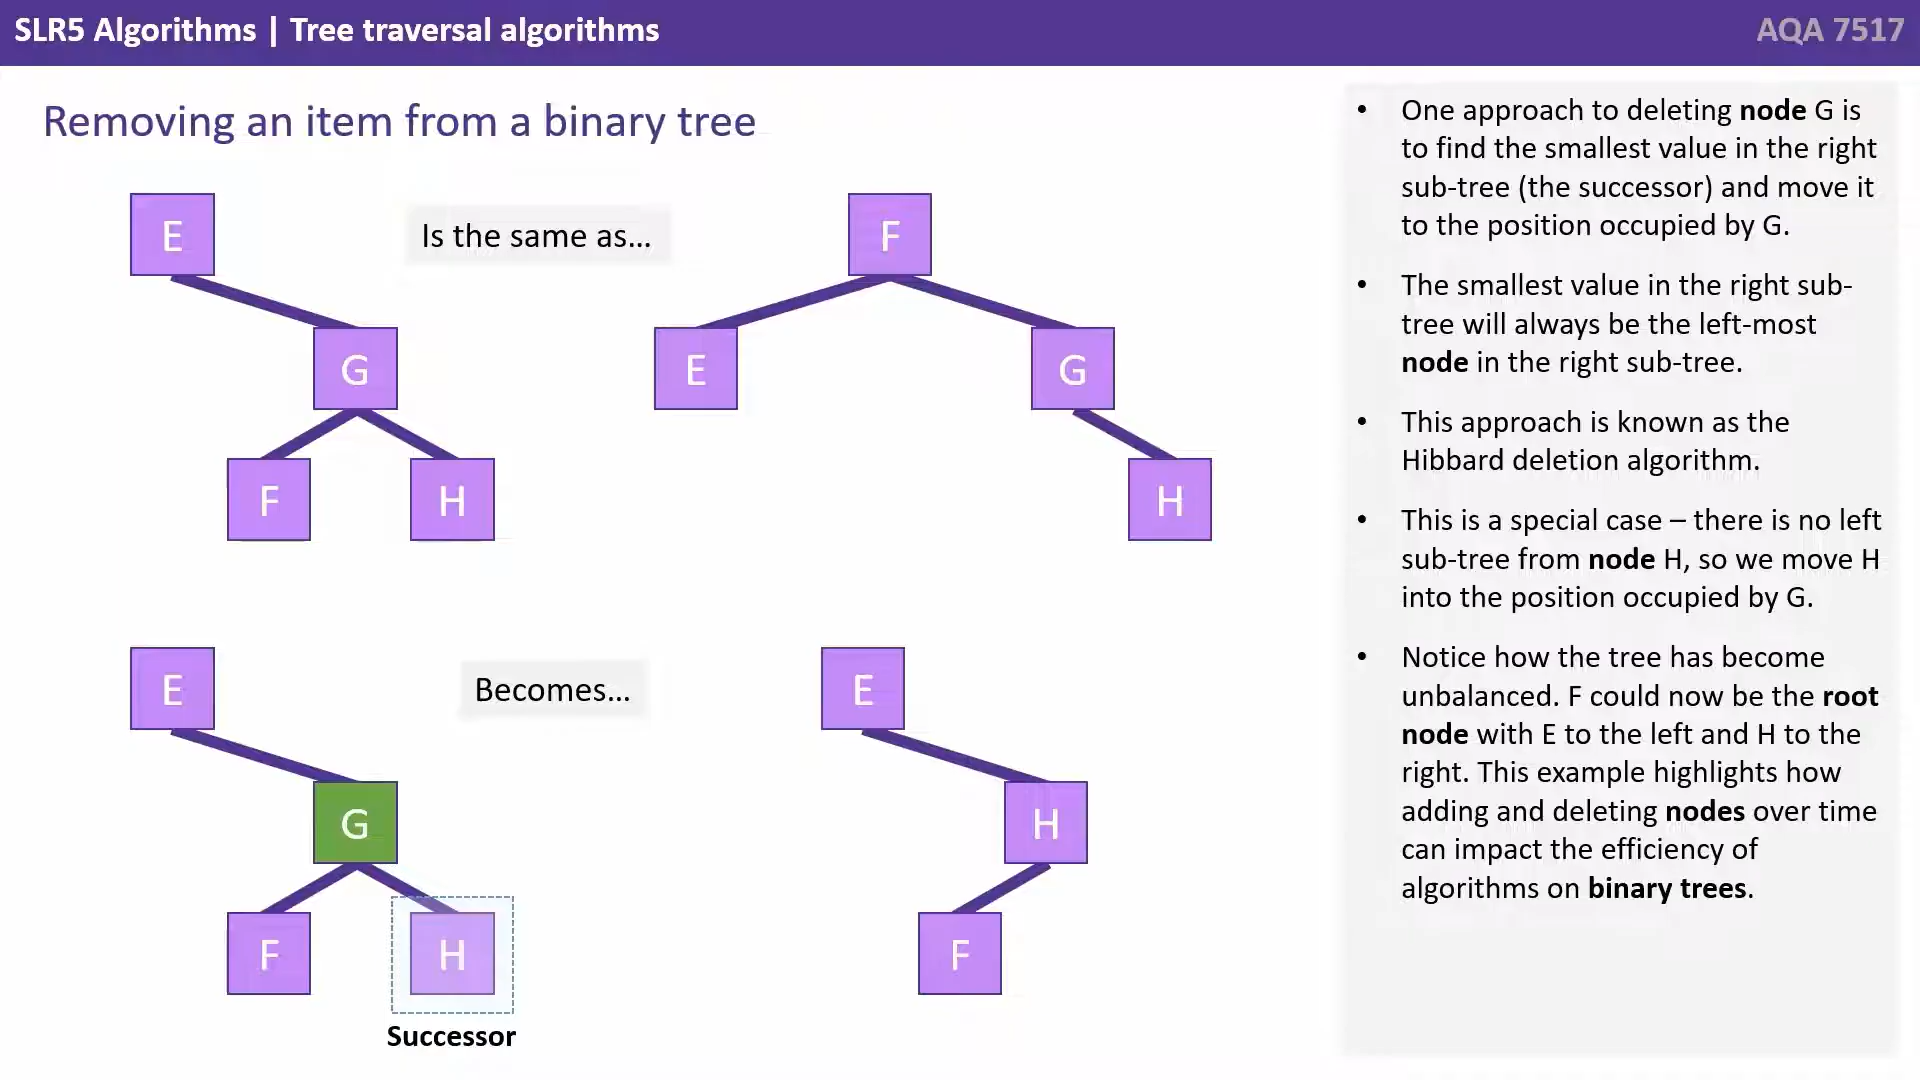 SLR5 Algorithms | Tree traversal algorithms
AQA 7517
Removing an item from a binary tree
E
Is the same as...
F
G
E
G
F
H
H
E
Becomes...
E
G
H
F
H
F
Successor
• One approach to deleting node G is
to find the smallest value in the right
sub-tree (the successor) and move it
to the position occupied by G.
• The smallest value in the right sub-
tree will always be the left-most
node in the right sub-tree.
• This approach is known as the
Hibbard deletion algorithm.
• This is a special case – there is no left
sub-tree from node H, so we move H
into the position occupied by G.
• Notice how the tree has become
unbalanced. F could now be the root
node with E to the left and H to the
right. This example highlights how
adding and deleting nodes over time
can impact the efficiency of
algorithms on binary trees.